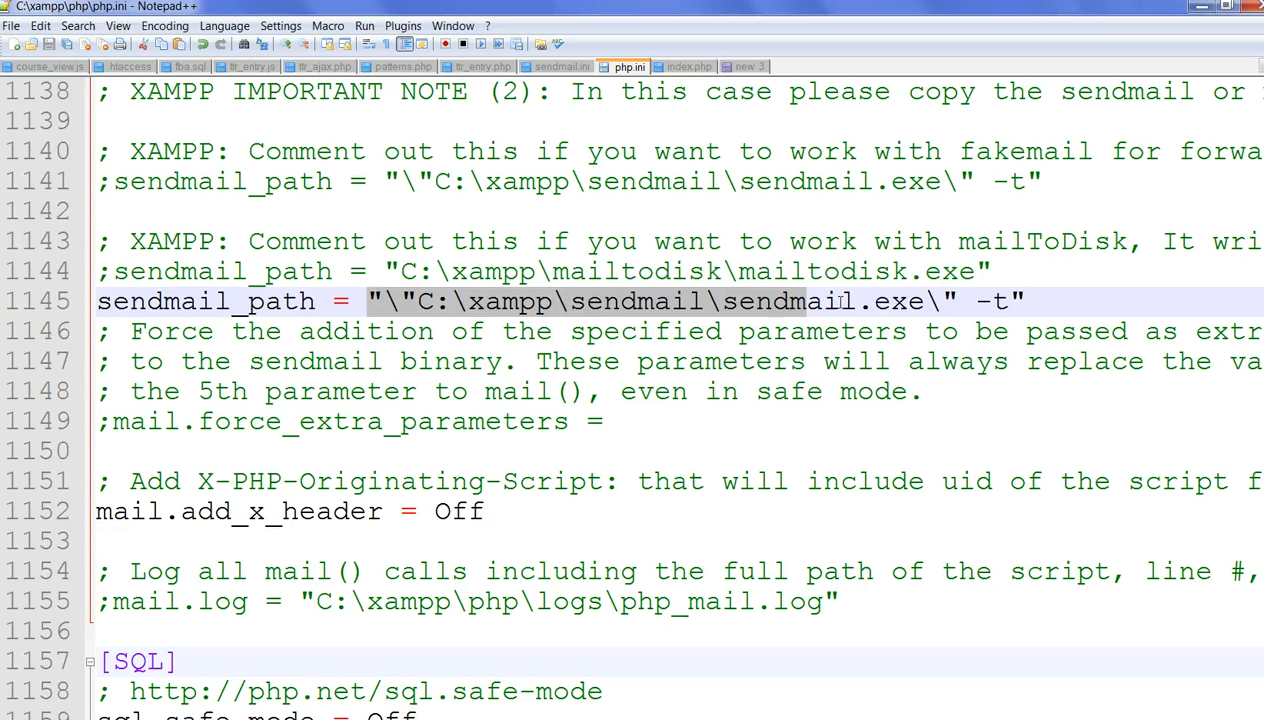 C:\xampp\php\php.ini - Notepad++
File Edit Search View Encoding Language Settings Macro Run Plugins Window ?
course_view.js htaccess fba.sql ttr_entry.js ttr_ajax.php patterns.php ttr_entry.php sendmail.ini php.ini index.php new 3
1138 ; XAMPP IMPORTANT NOTE (2): In this case please copy the sendmail or
1139
1140 ; XAMPP: Comment out this if you want to work with fakemail for forwa
1141 ;sendmail_path = "\"C:\xampp\sendmail\sendmail.exe\" -t"
1142
1143 ; XAMPP: Comment out this if you want to work with mailToDisk, It wri
1144 ;sendmail_path = "C:\xampp\mailtodisk\mailtodisk.exe"
1145 sendmail_path = "\"C:\xampp\sendmail\sendmail.exe\" -t"
1146 ; Force the addition of the specified parameters to be passed as extr
1147 ; to the sendmail binary. These parameters will always replace the va
1148 ; the 5th parameter to mail(), even in safe mode.
1149 ;mail.force_extra_parameters =
1150
1151 ; Add X-PHP-Originating-Script: that will include uid of the script f
1152 mail.add_x_header = Off
1153
1154 ; Log all mail() calls including the full path of the script, line #,
1155 ;mail.log = "C:\xampp\php\logs\php_mail.log"
1156
1157 [SQL]
1158 ; http://php.net/sql.safe-mode
1159 sql.safe_mode = Off